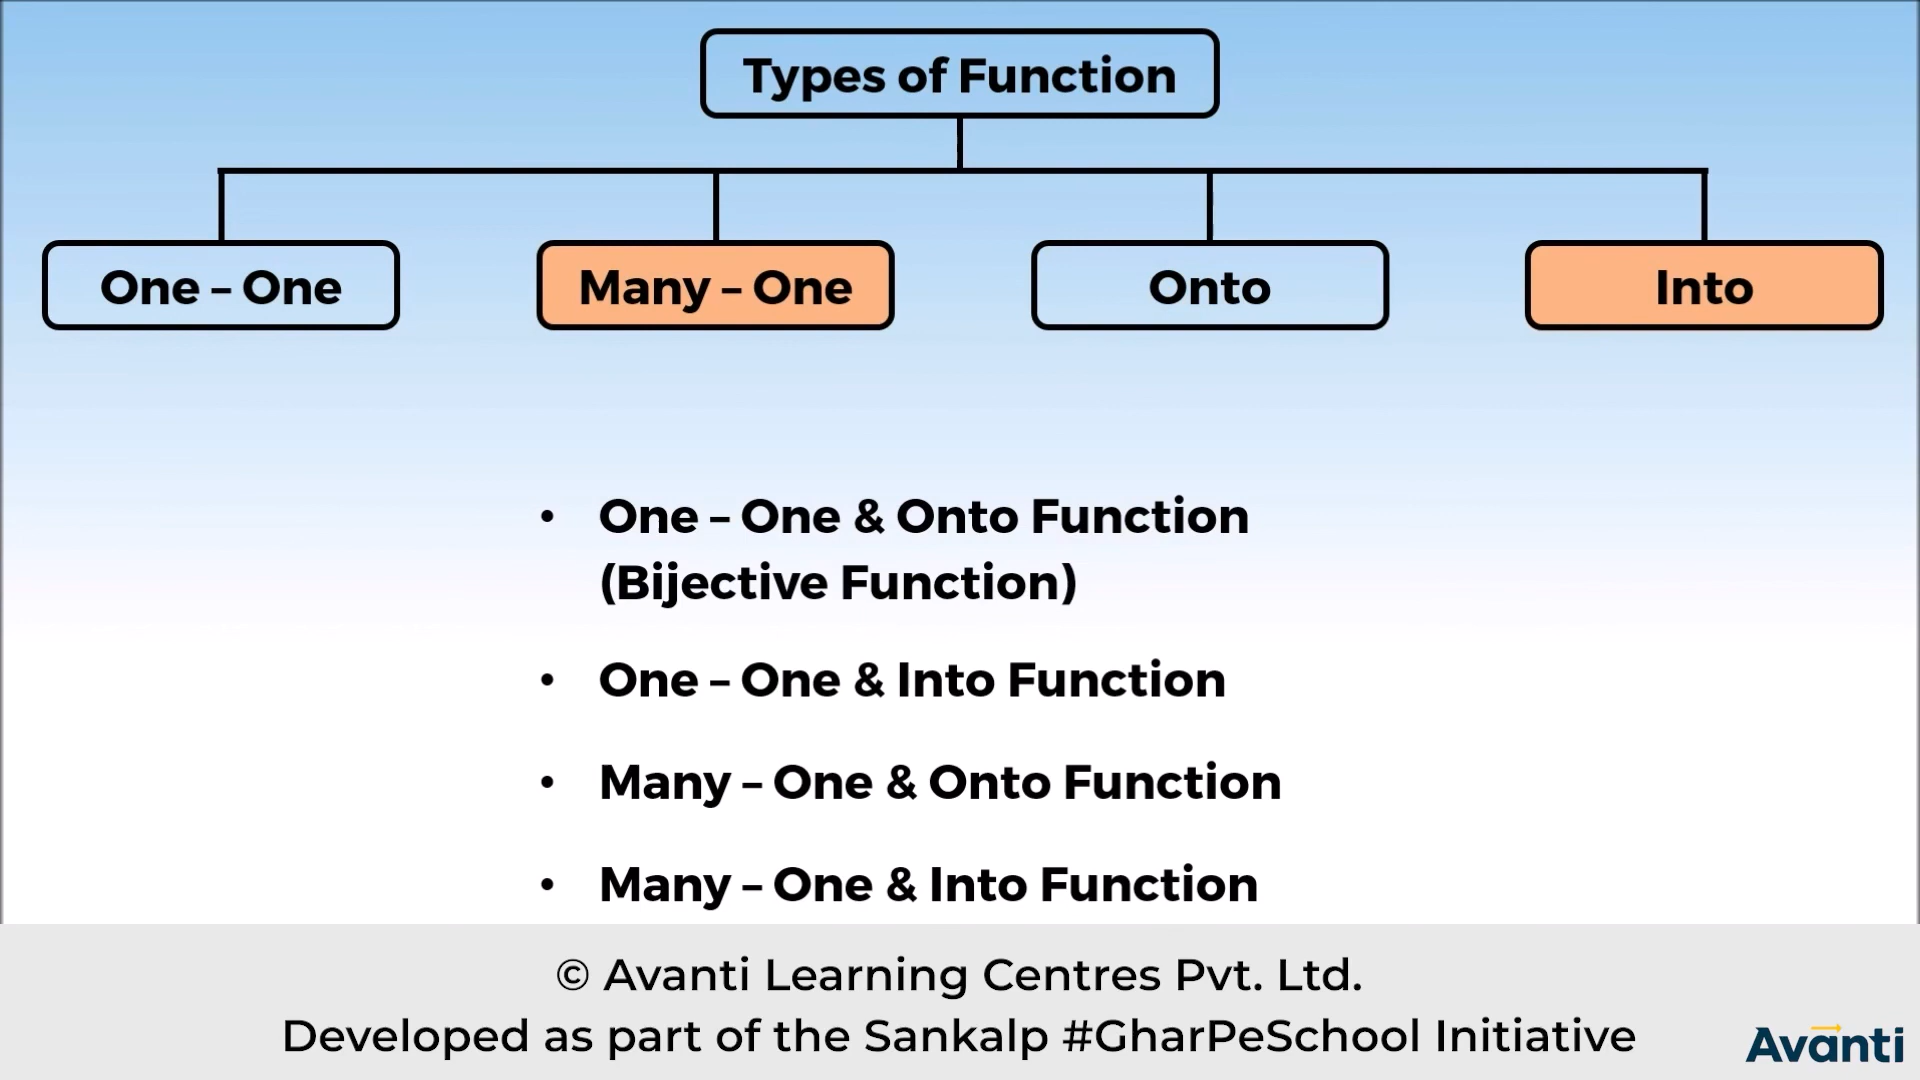 Types of Function
One – One
Many – One
Onto
Into
• One – One & Onto Function
(Bijective Function)
• One – One & Into Function
• Many – One & Onto Function
• Many – One & Into Function
© Avanti Learning Centres Pvt. Ltd.
Developed as part of the Sankalp #GharPeSchool Initiative
Avanti